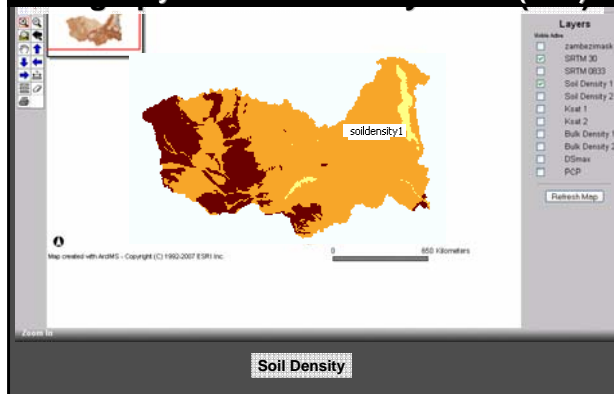 Layers
Visible Active
zambezimask
SRTM 30
SRTM 0833
Soil Density 1
Soil Density 2
Ksat 1
Ksat 2
Bulk Density 1
Bulk Density 2
DSmax
PCP
Refresh Map
soildensity1
0 650 Kilometers
Map created with ArcIMS - Copyright (C) 1992-2007 ESRI Inc.
Zoom In
Soil Density